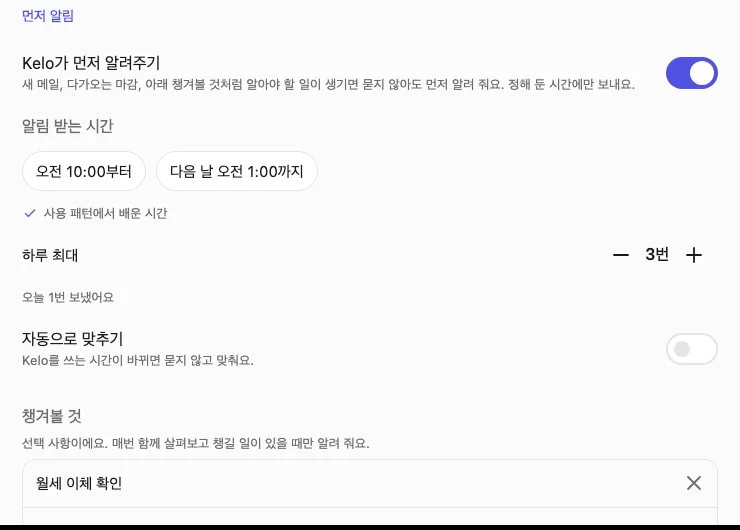 먼저 알림
Kelo가 먼저 알려주기
새 메일, 다가오는 마감, 아래 챙겨볼 것처럼 알아야 할 일이 생기면 묻지 않아도 먼저 알려 줘요. 정해 둔 시간에만 보내요.
알림 받는 시간
오전 10:00부터 다음 날 오전 1:00까지
사용 패턴에서 배운 시간
하루 최대 3번
오늘 1번 보냈어요
자동으로 맞추기
Kelo를 쓰는 시간이 바뀌면 묻지 않고 맞춰요.
챙겨볼 것
선택 사항이에요. 매번 함께 살펴보고 챙길 일이 있을 때만 알려 줘요.
월세 이체 확인